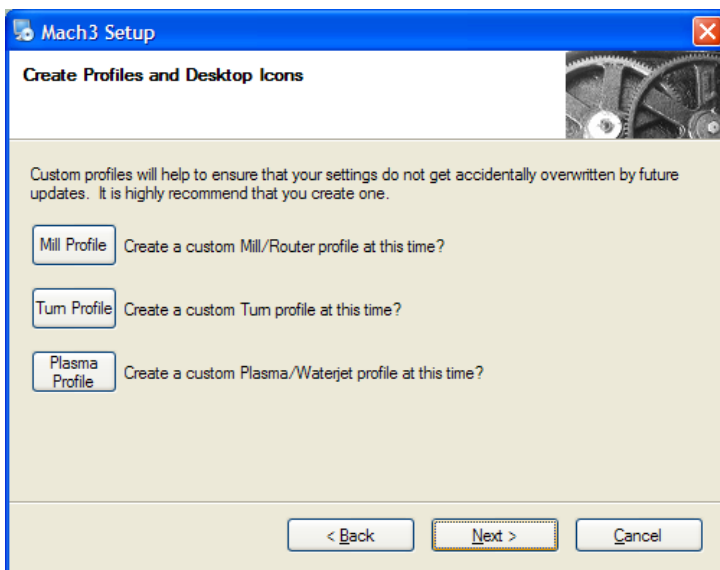 Mach3 Setup
Create Profiles and Desktop Icons
Custom profiles will help to ensure that your settings do not get accidentally overwritten by future
updates. It is highly recommend that you create one.
Mill Profile
Create a custom Mill/Router profile at this time?
Turn Profile
Create a custom Turn profile at this time?
Plasma
Profile
Create a custom Plasma/Waterjet profile at this time?
< Back
Next >
Cancel